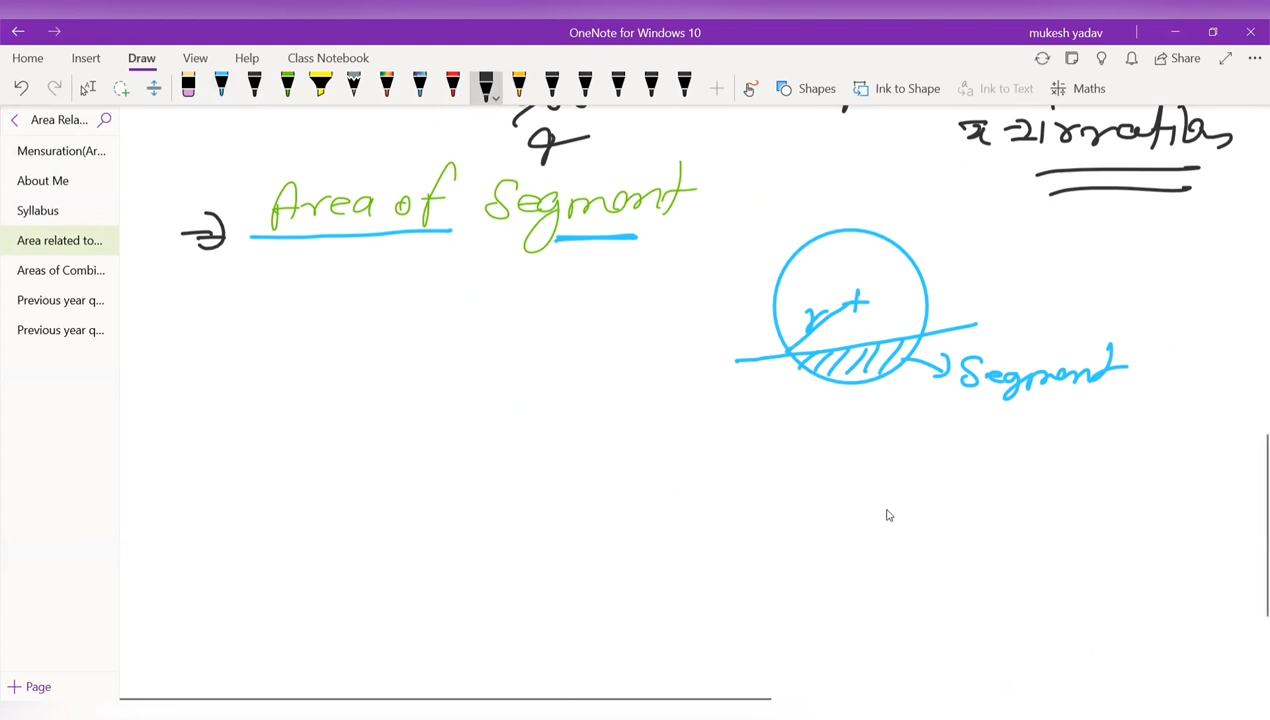 OneNote for Windows 10
mukesh yadav
Home
Insert
Draw
View
Help
Class Notebook
Share
Shapes
Ink to Shape
Ink to Text
Maths
Area Rela...
Mensuration(Ar...
About Me
Syllabus
Area related to...
Areas of Combi...
Previous year q...
Previous year q...
Page
q
π →
⇒ Area of Segment
r
Segment